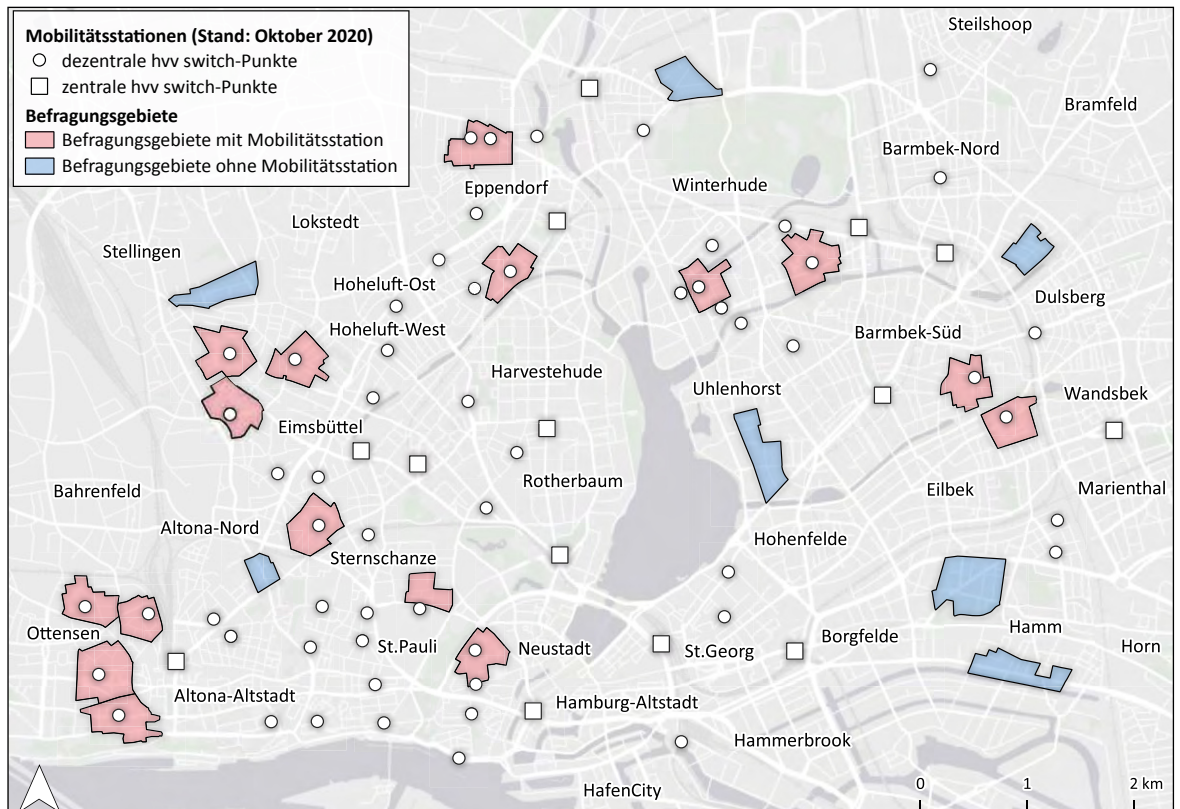 Mobilitätsstationen (Stand: Oktober 2020)
dezentrale hvv switch-Punkte
zentrale hvv switch-Punkte
Befragungsgebiete
Befragungsgebiete mit Mobilitätsstation
Befragungsgebiete ohne Mobilitätsstation
Steilshoop
Bramfeld
Barmbek-Nord
Eppendorf
Winterhude
Lokstedt
Stellingen
Hoheluft-Ost
Dulsberg
Hoheluft-West
Barmbek-Süd
Harvestehude
Uhlenhorst
Wandsbek
Eimsbüttel
Rotherbaum
Bahrenfeld
Eilbek
Marienthal
Altona-Nord
Hohenfelde
Sternschanze
Hamm
Ottensen
Borgfelde
St.Pauli
Neustadt
St.Georg
Horn
Altona-Altstadt
Hamburg-Altstadt
Hammerbrook
HafenCity
0 1 2 km